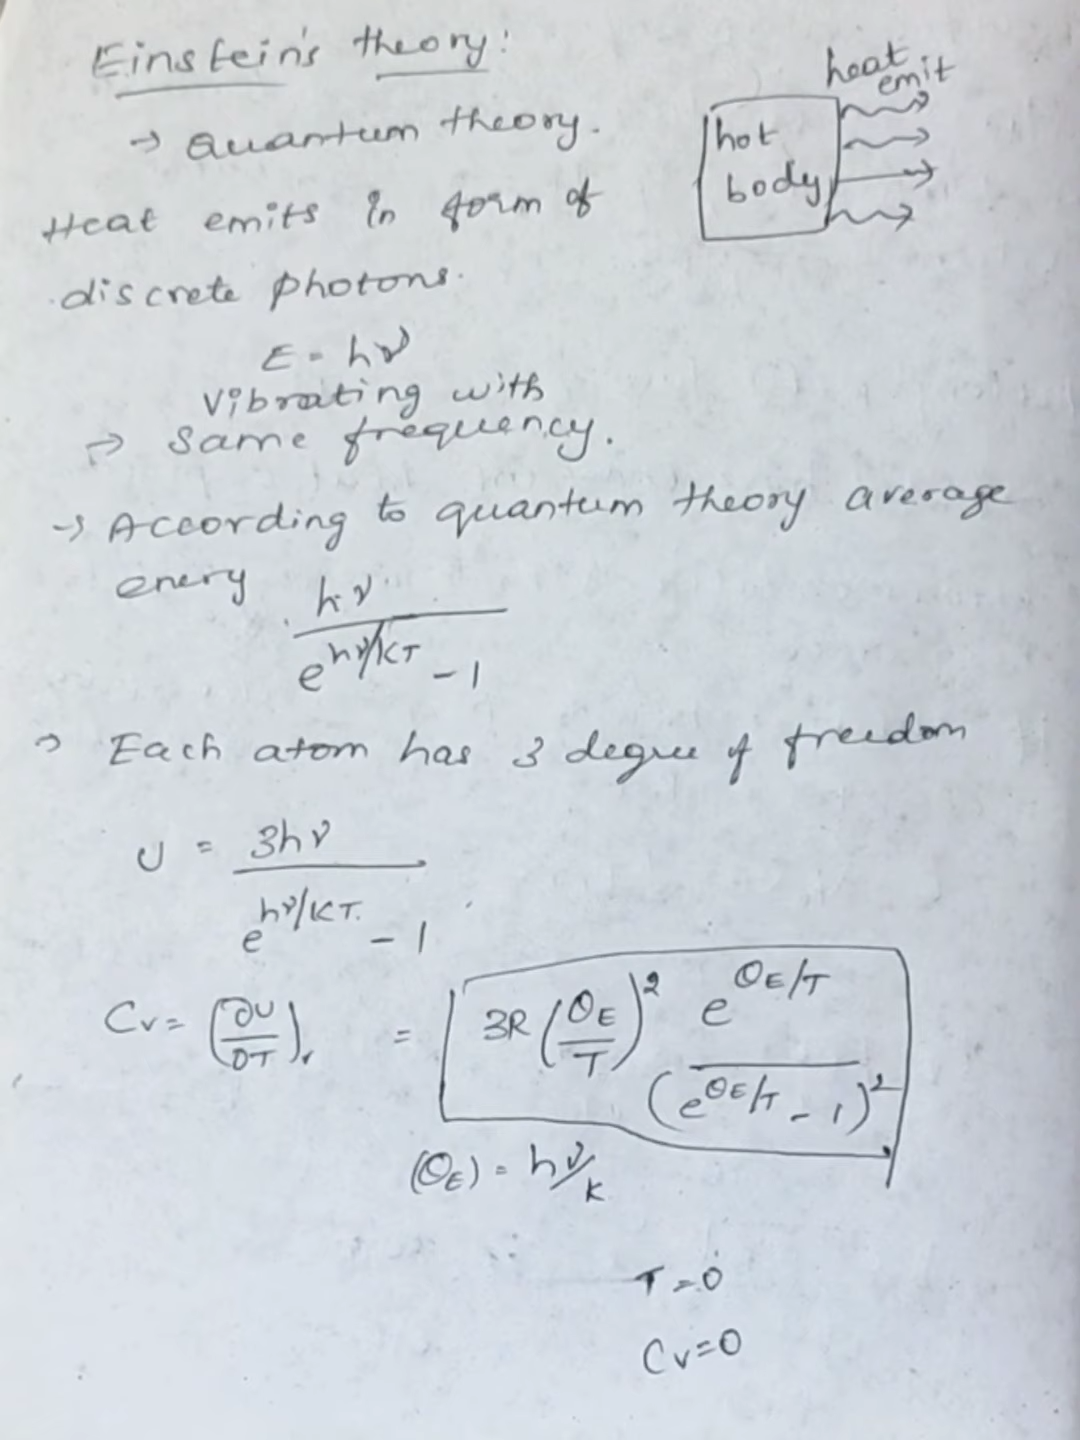 Einstein's theory:
heat
emit
→ Quantum theory.
hot
body
Heat emits in form of
discrete photons.
E = hν
Vibrating with
→ Same frequency.
→ According to quantum theory average
enery hν / e^hν/KT - 1
→ Each atom has 3 degree of freedom
U = 3hν / e^hν/KT - 1
Cv = (∂U/∂T)v = 3R (θE/T)² e^θE/T / (e^θE/T - 1)²
(θE) = hν/K
T = 0
Cv = 0